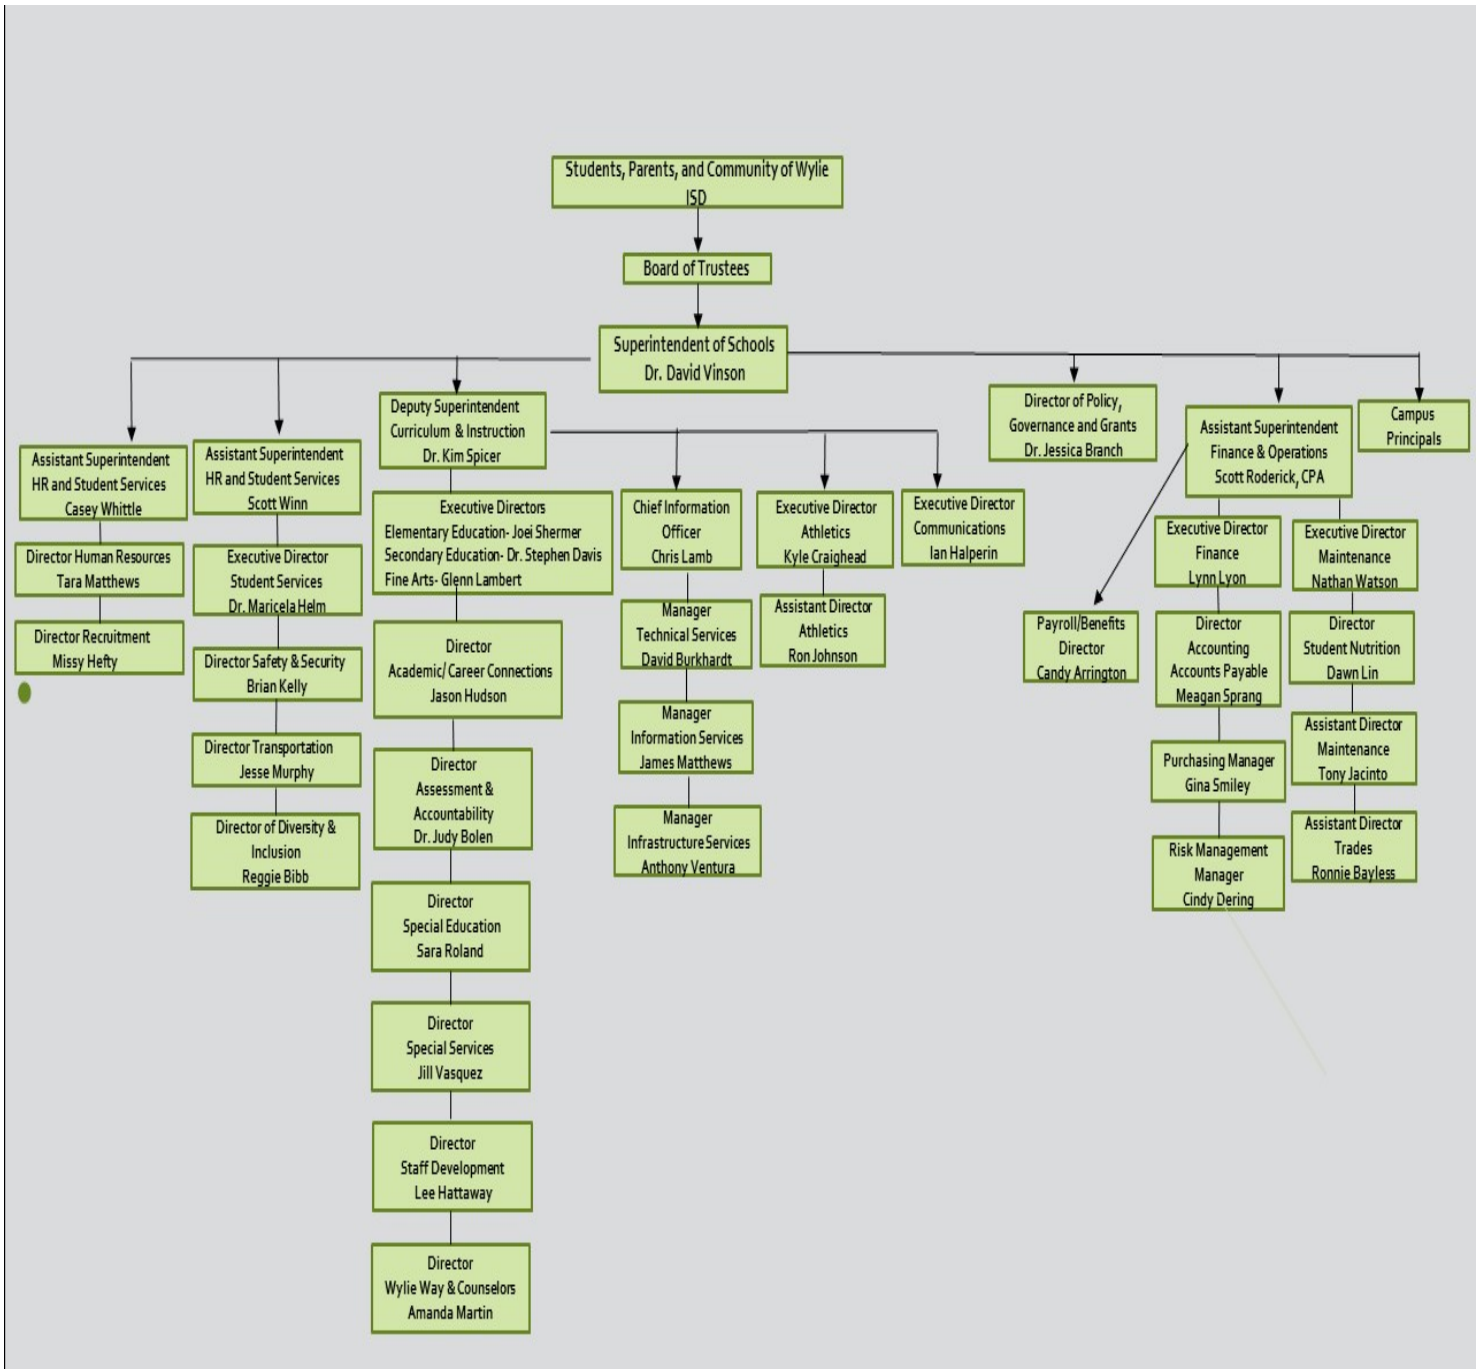 Students, Parents, and Community of Wylie
ISD
Board of Trustees
Superintendent of Schools
Dr. David Vinson
Assistant Superintendent
HR and Student Services
Casey Whittle
Director Human Resources
Tara Matthews
Director Recruitment
Missy Hefty
Assistant Superintendent
HR and Student Services
Scott Winn
Executive Director
Student Services
Dr. Maricela Helm
Director Safety & Security
Brian Kelly
Director Transportation
Jesse Murphy
Director of Diversity &
Inclusion
Reggie Bibb
Deputy Superintendent
Curriculum & Instruction
Dr. Kim Spicer
Executive Directors
Elementary Education- Joei Shermer
Secondary Education- Dr. Stephen Davis
Fine Arts- Glenn Lambert
Director
Academic/ Career Connections
Jason Hudson
Director
Assessment &
Accountability
Dr. Judy Bolen
Director
Special Education
Sara Roland
Director
Special Services
Jill Vasquez
Director
Staff Development
Lee Hattaway
Director
Wylie Way & Counselors
Amanda Martin
Chief Information
Officer
Chris Lamb
Manager
Technical Services
David Burkhardt
Manager
Information Services
James Matthews
Manager
Infrastructure Services
Anthony Ventura
Executive Director
Athletics
Kyle Craighead
Assistant Director
Athletics
Ron Johnson
Executive Director
Communications
Ian Halperin
Director of Policy,
Governance and Grants
Dr. Jessica Branch
Assistant Superintendent
Finance & Operations
Scott Roderick, CPA
Payroll/Benefits
Director
Candy Arrington
Executive Director
Finance
Lynn Lyon
Director
Accounting
Accounts Payable
Meagan Sprang
Purchasing Manager
Gina Smiley
Risk Management
Manager
Cindy Dering
Executive Director
Maintenance
Nathan Watson
Director
Student Nutrition
Dawn Lin
Assistant Director
Maintenance
Tony Jacinto
Assistant Director
Trades
Ronnie Bayless
Campus
Principals